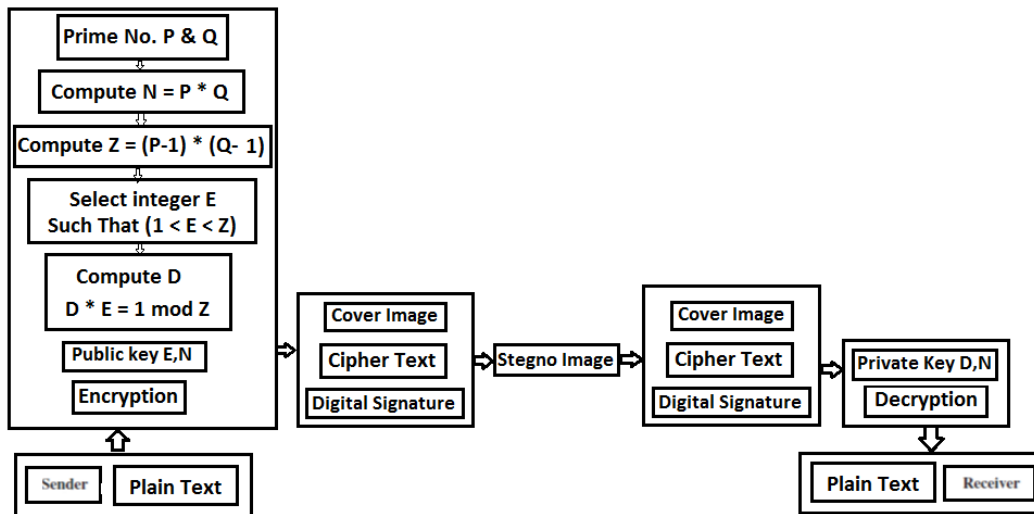 Prime No. P & Q
Compute N = P * Q
Compute Z = (P-1) * (Q- 1)
Select integer E
Such That (1 < E < Z)
Compute D
D * E = 1 mod Z
Public key E,N
Encryption
Sender
Plain Text
Cover Image
Cipher Text
Digital Signature
Stegno Image
Cover Image
Cipher Text
Digital Signature
Private Key D,N
Decryption
Plain Text
Receiver